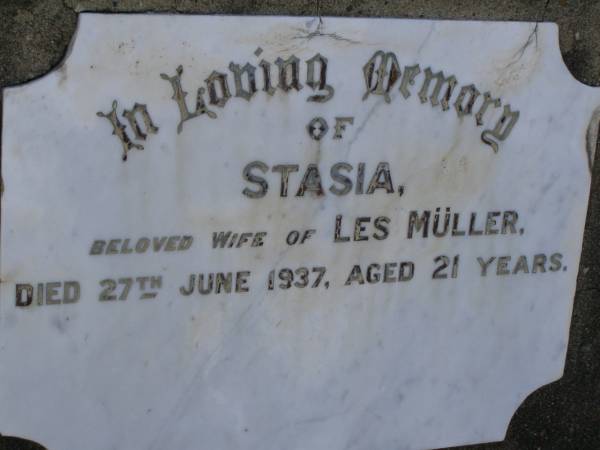 In Loving Memory
OF
STASIA,
BELOVED WIFE OF LES MÜLLER,
DIED 27TH JUNE 1937, AGED 21 YEARS.